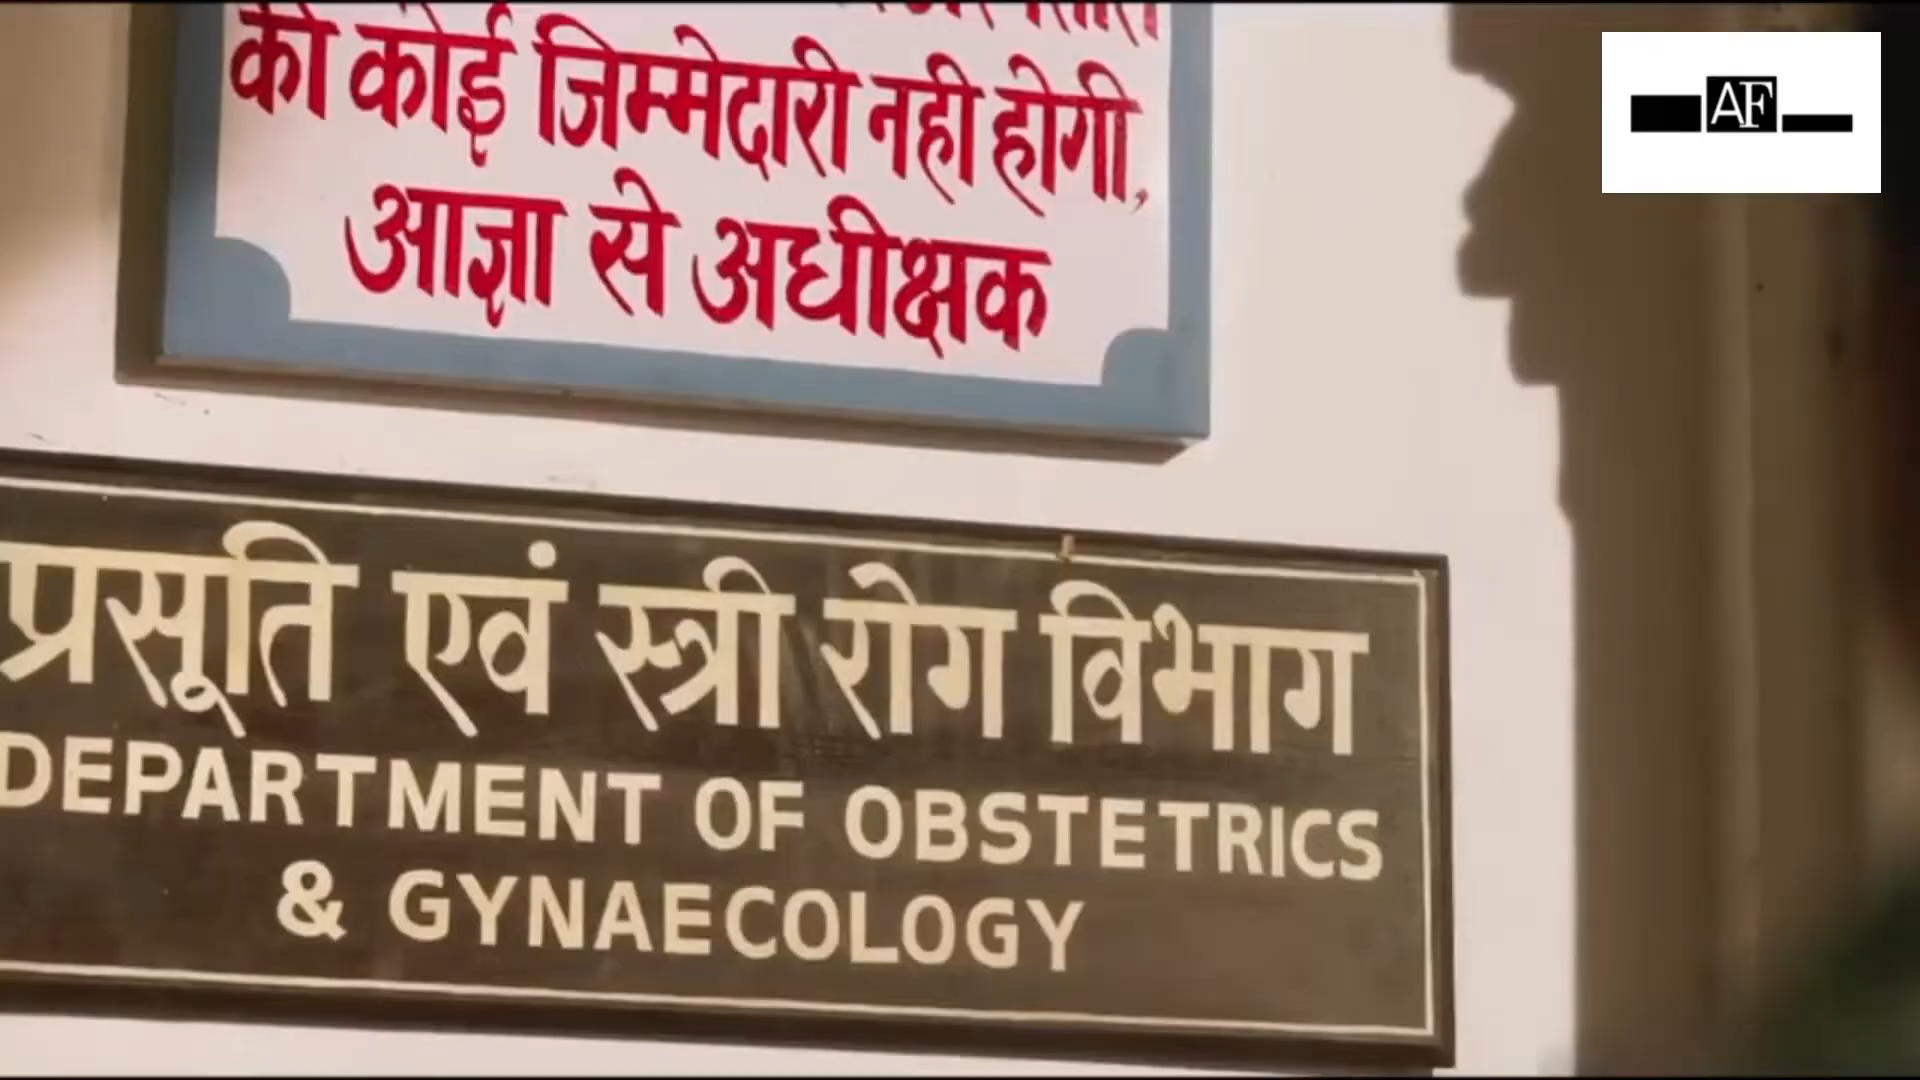 की कोई जिम्मेदारी नही होगी,
आज्ञा से अधीक्षक
प्रसूति एवं स्त्री रोग विभाग
DEPARTMENT OF OBSTETRICS
& GYNAECOLOGY
AF